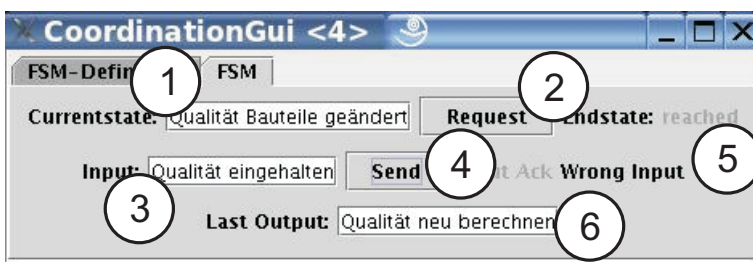 CoordinationGui <4>
FSM-Defin 1 FSM
2
Currentstate: Qualität Bauteile geändert Request Endstate: reached
5
Input: Qualität eingehalten Send 4 Ack Wrong Input
3
Last Output: Qualität neu berechnen 6